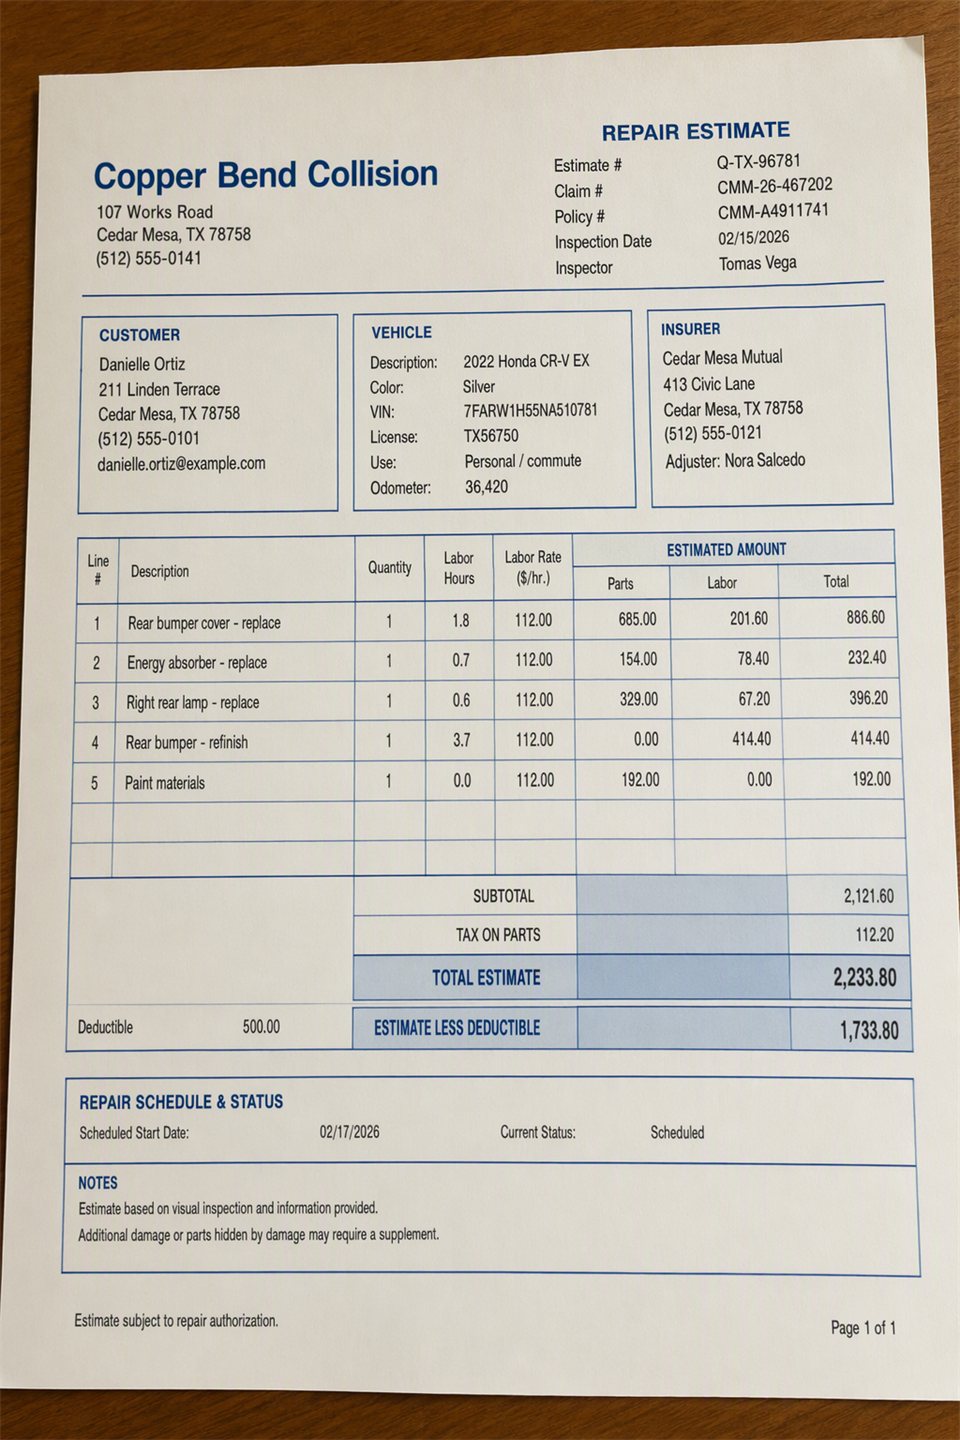 Copper Bend Collision
107 Works Road
Cedar Mesa, TX 78758
(512) 555-0141
REPAIR ESTIMATE
Estimate # Q-TX-96781
Claim # CMM-26-467202
Policy # CMM-A4911741
Inspection Date 02/15/2026
Inspector Tomas Vega
CUSTOMER
Danielle Ortiz
211 Linden Terrace
Cedar Mesa, TX 78758
(512) 555-0101
danielle.ortiz@example.com
VEHICLE
Description: 2022 Honda CR-V EX
Color: Silver
VIN: 7FARW1H55NA510781
License: TX56750
Use: Personal / commute
Odometer: 36,420
INSURER
Cedar Mesa Mutual
413 Civic Lane
Cedar Mesa, TX 78758
(512) 555-0121
Adjuster: Nora Salcedo
Line # Description Quantity Labor Hours Labor Rate ($/hr.) ESTIMATED AMOUNT
Parts Labor Total
1 Rear bumper cover - replace 1 1.8 112.00 685.00 201.60 886.60
2 Energy absorber - replace 1 0.7 112.00 154.00 78.40 232.40
3 Right rear lamp - replace 1 0.6 112.00 329.00 67.20 396.20
4 Rear bumper - refinish 1 3.7 112.00 0.00 414.40 414.40
5 Paint materials 1 0.0 112.00 192.00 0.00 192.00
SUBTOTAL 2,121.60
TAX ON PARTS 112.20
TOTAL ESTIMATE 2,233.80
Deductible 500.00 ESTIMATE LESS DEDUCTIBLE 1,733.80
REPAIR SCHEDULE & STATUS
Scheduled Start Date: 02/17/2026 Current Status: Scheduled
NOTES
Estimate based on visual inspection and information provided.
Additional damage or parts hidden by damage may require a supplement.
Estimate subject to repair authorization.
Page 1 of 1